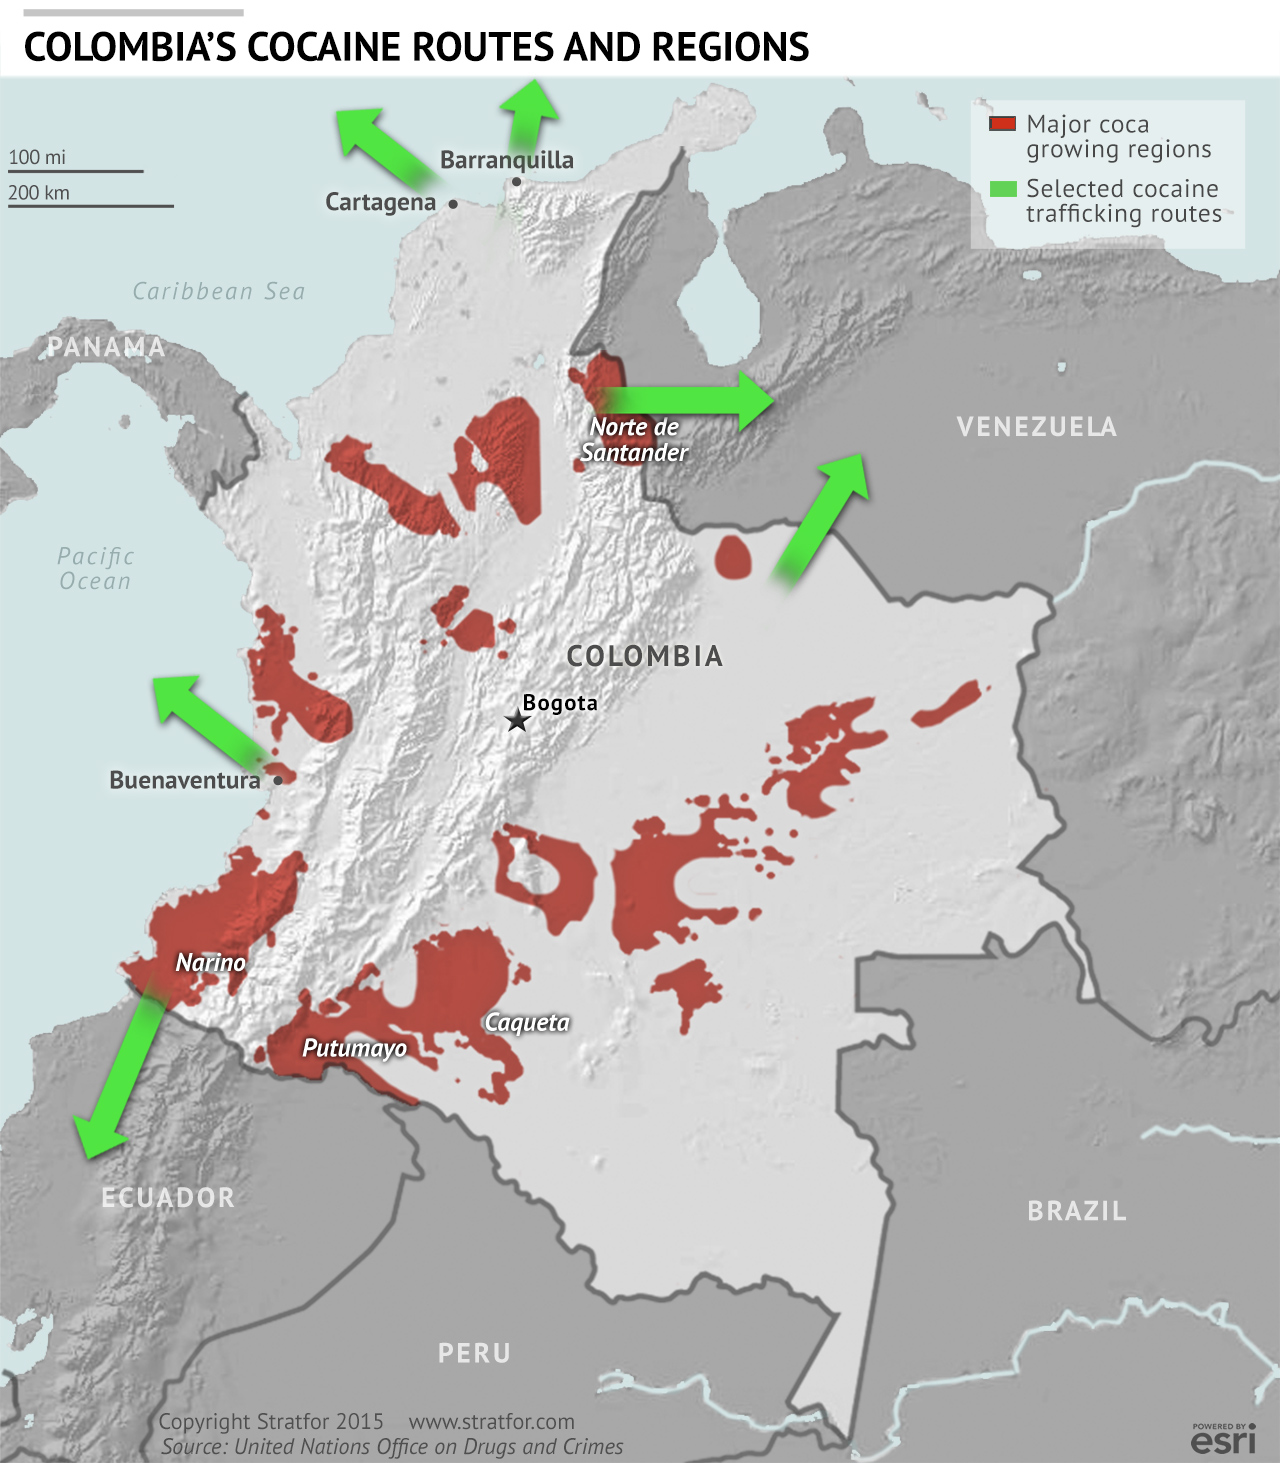 COLOMBIA'S COCAINE ROUTES AND REGIONS
Major coca
growing regions
Selected cocaine
trafficking routes
100 mi
200 km
Barranquilla
Cartagena
Caribbean Sea
PANAMA
VENEZUELA
Norte de
Santander
Pacific
Ocean
COLOMBIA
Bogota
Buenaventura
Narino
Caqueta
Putumayo
ECUADOR
BRAZIL
PERU
Copyright Stratfor 2015 www.stratfor.com
Source: United Nations Office on Drugs and Crimes
POWERED BY
esri